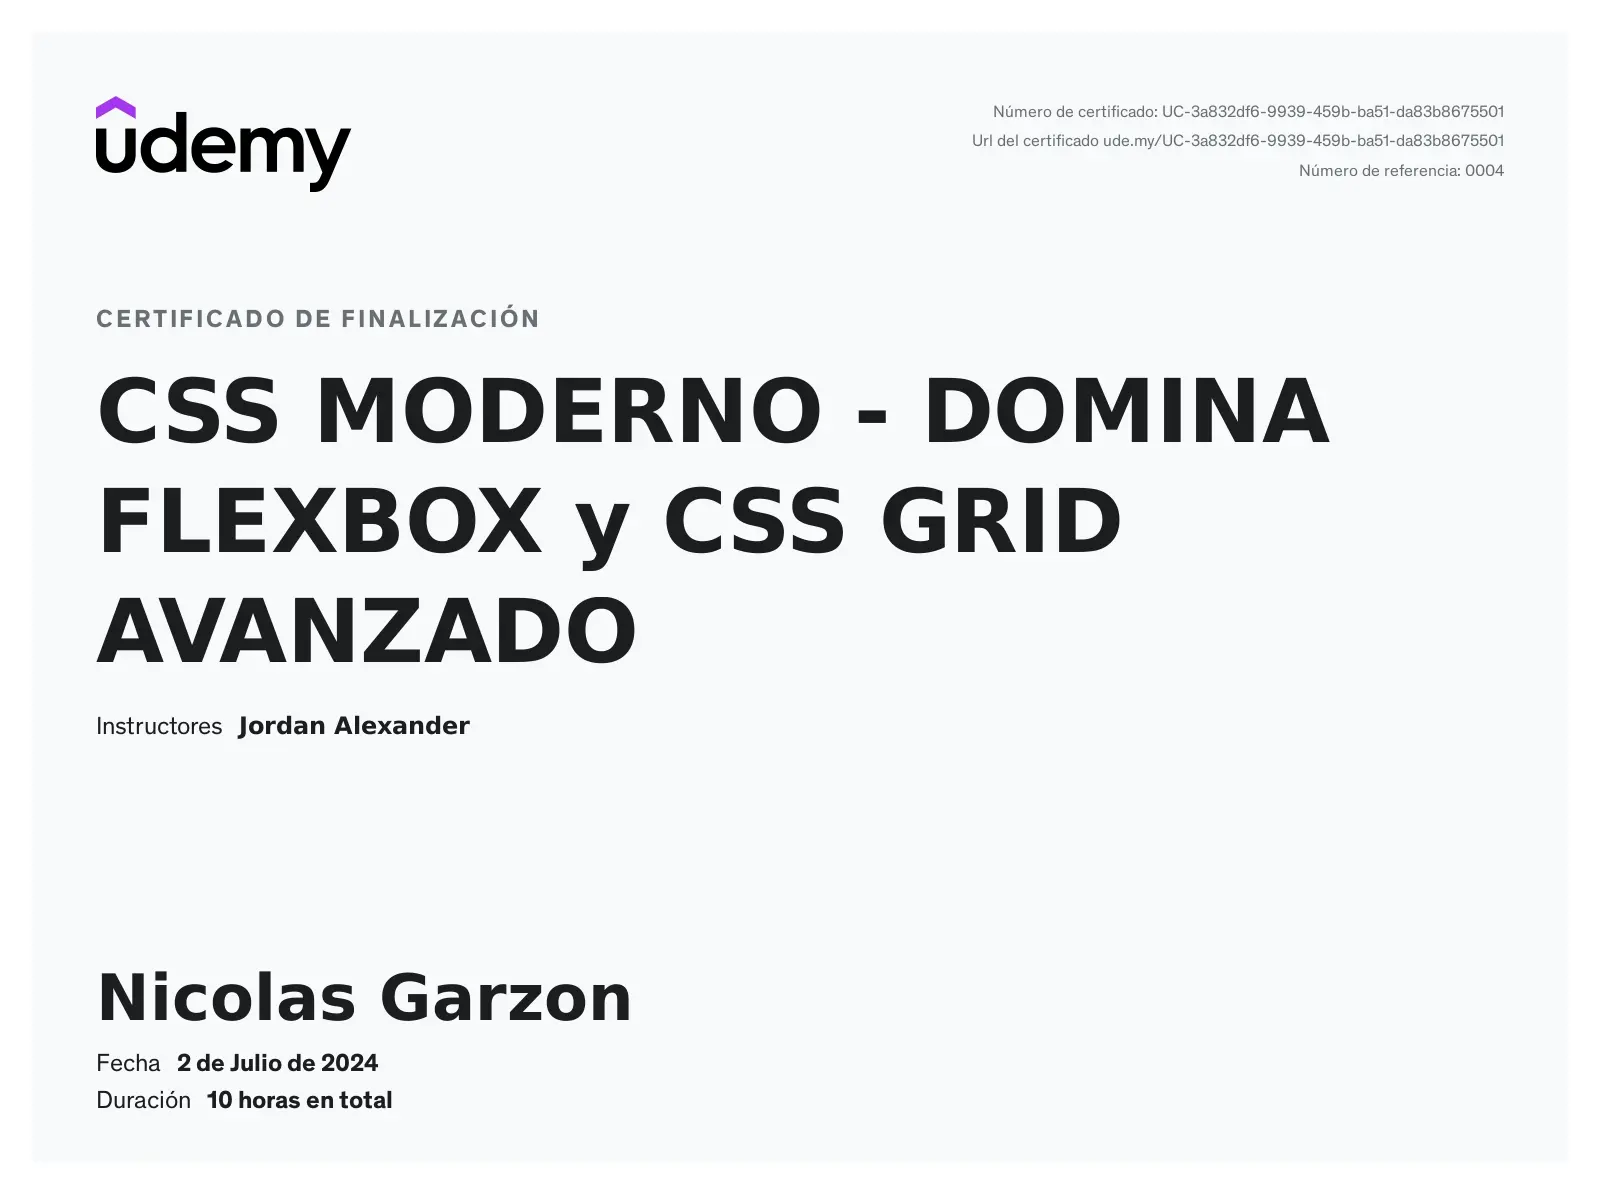 udemy
Número de certificado: UC-3a832df6-9939-459b-ba51-da83b8675501
Url del certificado ude.my/UC-3a832df6-9939-459b-ba51-da83b8675501
Número de referencia: 0004
CERTIFICADO DE FINALIZACIÓN
CSS MODERNO - DOMINA
FLEXBOX y CSS GRID
AVANZADO
Instructores Jordan Alexander
Nicolas Garzon
Fecha 2 de Julio de 2024
Duración 10 horas en total